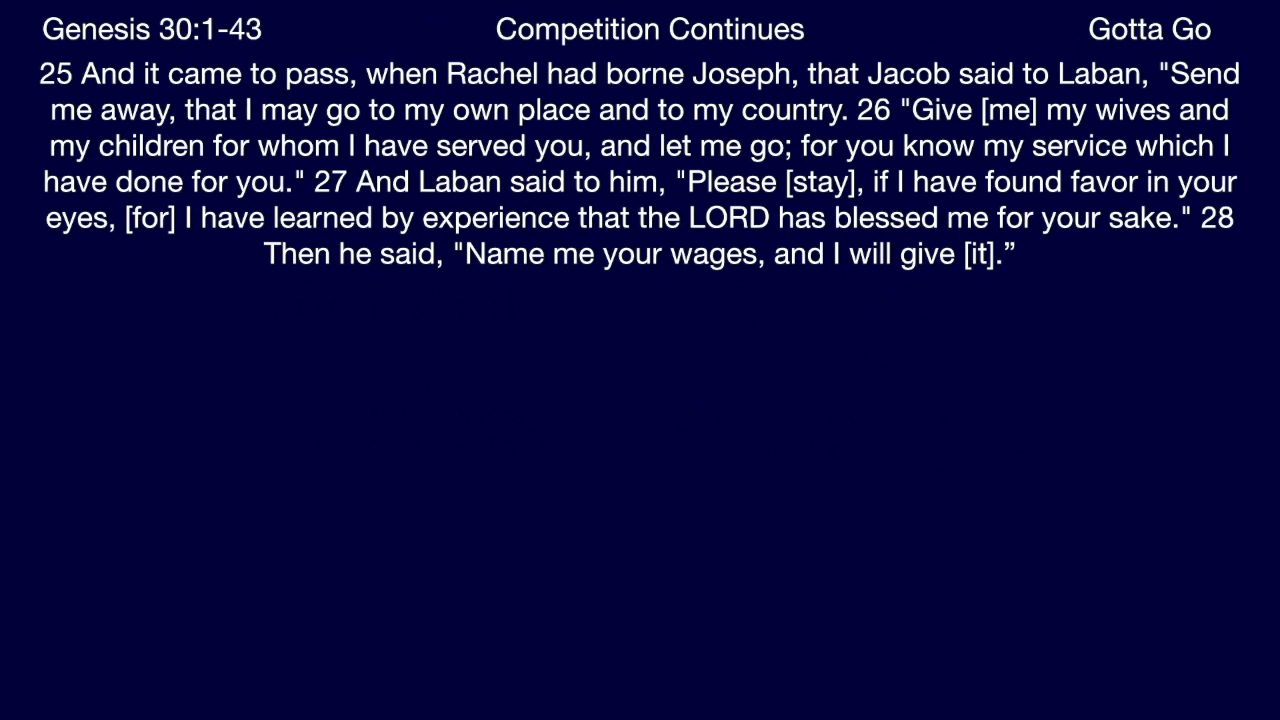 Genesis 30:1-43 Competition Continues Gotta Go
25 And it came to pass, when Rachel had borne Joseph, that Jacob said to Laban, "Send
me away, that I may go to my own place and to my country. 26 "Give [me] my wives and
my children for whom I have served you, and let me go; for you know my service which I
have done for you." 27 And Laban said to him, "Please [stay], if I have found favor in your
eyes, [for] I have learned by experience that the LORD has blessed me for your sake." 28
Then he said, "Name me your wages, and I will give [it].”